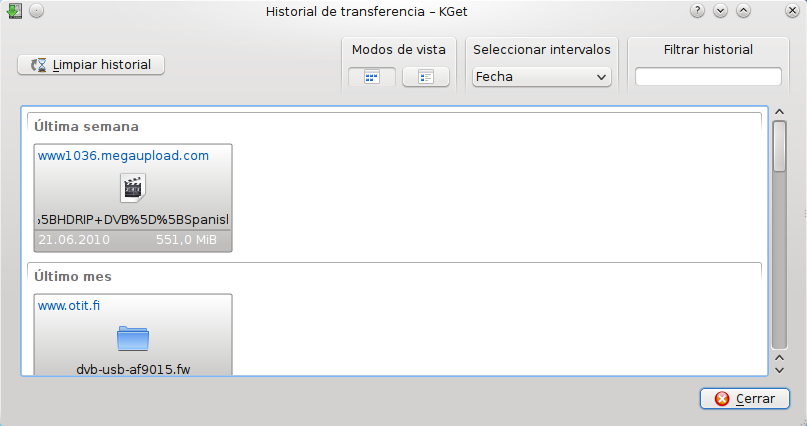 Historial de transferencia – KGet
Limpiar historial
Modos de vista
Seleccionar intervalos
Fecha
Filtrar historial
Última semana
www1036.megaupload.com
5BHDRIP+DVB%5D%5BSpanis
21.06.2010 551,0 MiB
Último mes
www.otit.fi
dvb-usb-af9015.fw
Cerrar